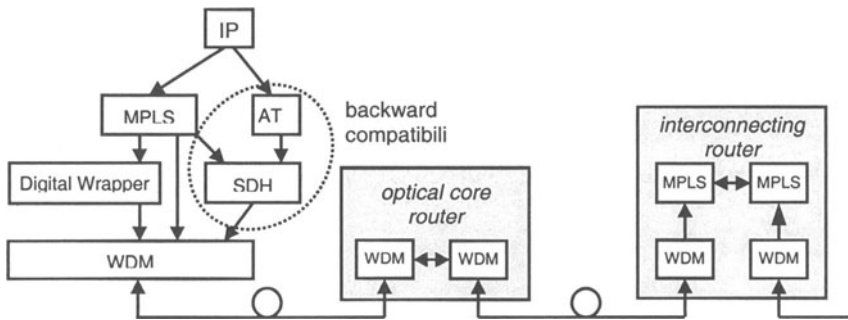 IP
MPLS
AT
backward
compatibili
Digital Wrapper
SDH
WDM
optical core
router
WDM
WDM
interconnecting
router
MPLS
MPLS
WDM
WDM